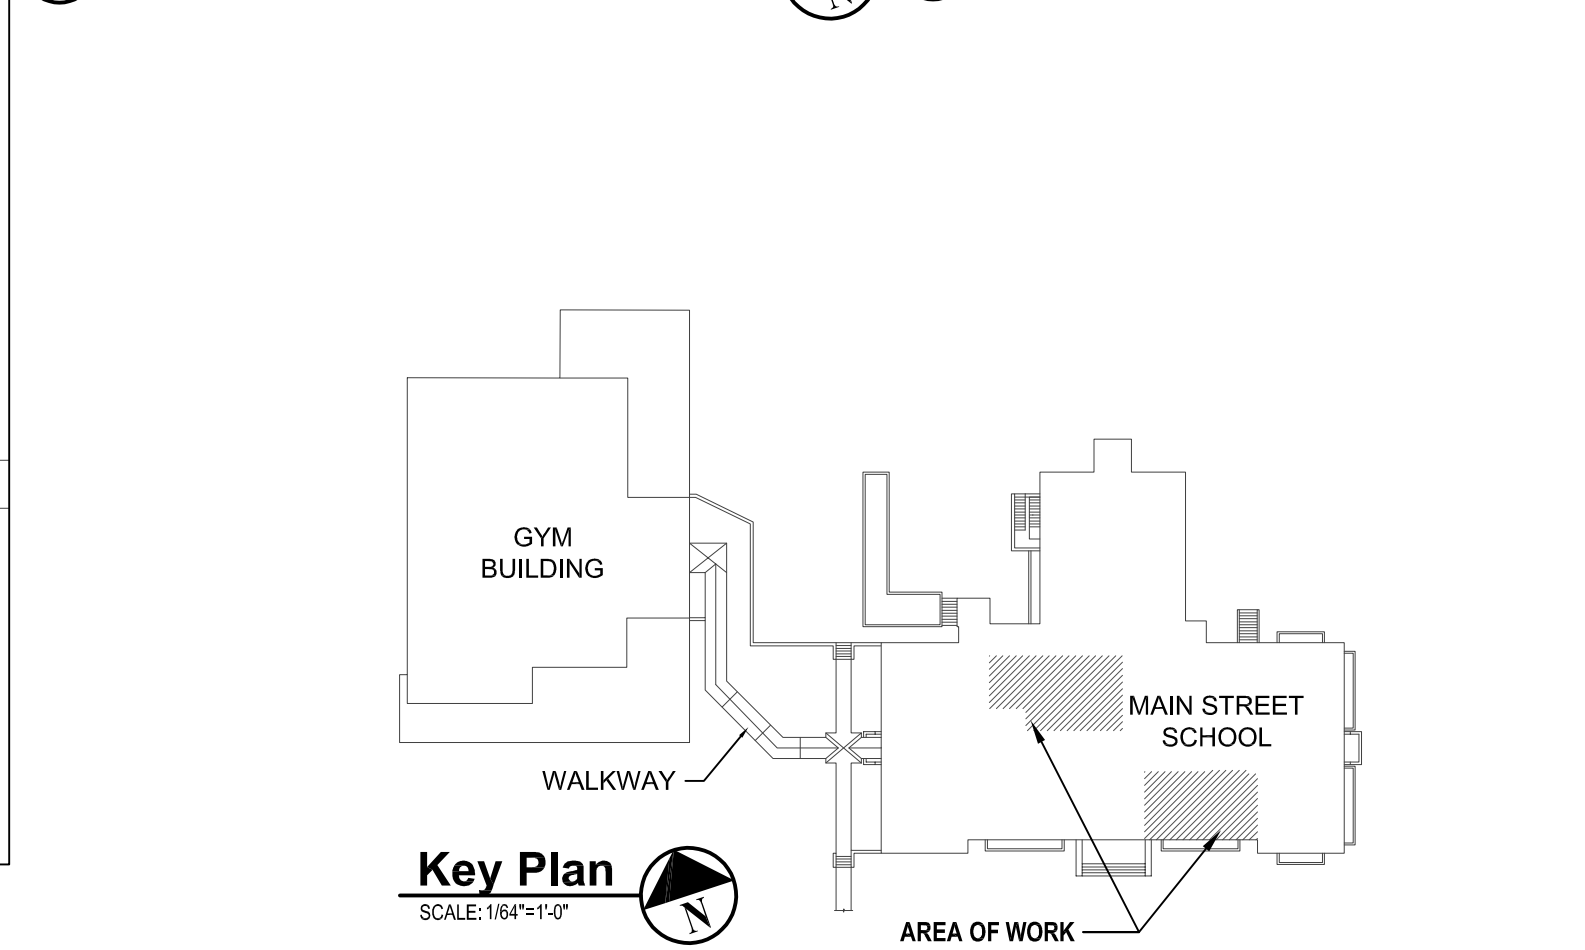 N
GYM
BUILDING
MAIN STREET
SCHOOL
WALKWAY
Key Plan
SCALE: 1/64"=1'-0"
N
AREA OF WORK